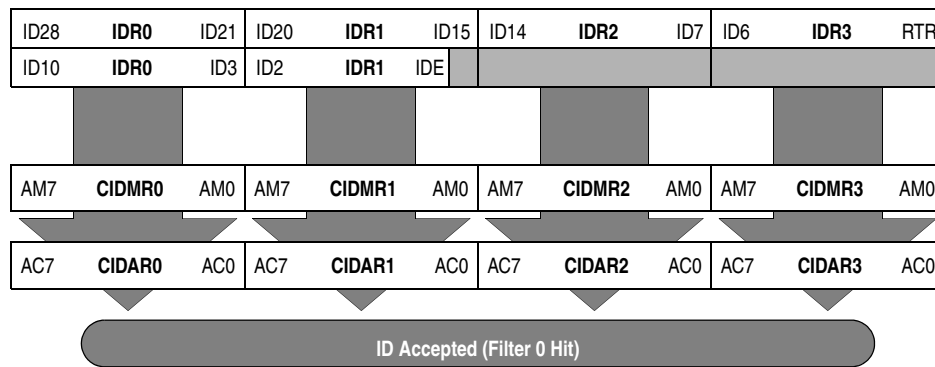 ID28 IDR0 ID21 ID20 IDR1 ID15 ID14 IDR2 ID7 ID6 IDR3 RTR
ID10 IDR0 ID3 ID2 IDR1 IDE
AM7 CIDMR0 AM0 AM7 CIDMR1 AM0 AM7 CIDMR2 AM0 AM7 CIDMR3 AM0
AC7 CIDAR0 AC0 AC7 CIDAR1 AC0 AC7 CIDAR2 AC0 AC7 CIDAR3 AC0
ID Accepted (Filter 0 Hit)